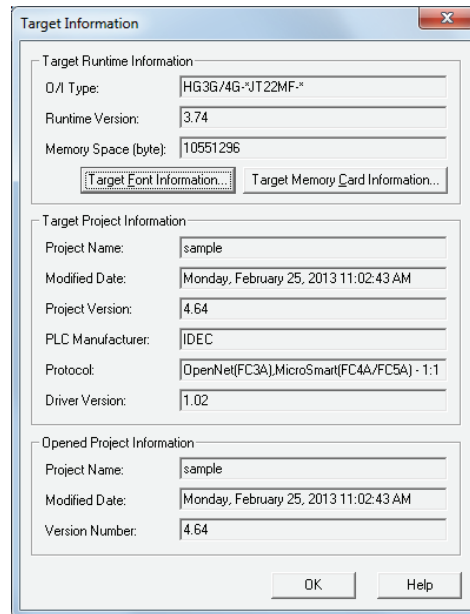 Target Information
Target Runtime Information
O/I Type: HG3G/4G-*JT22MF-*
Runtime Version: 3.74
Memory Space (byte): 10551296
Target Font Information... Target Memory Card Information...
Target Project Information
Project Name: sample
Modified Date: Monday, February 25, 2013 11:02:43 AM
Project Version: 4.64
PLC Manufacturer: IDEC
Protocol: OpenNet(FC3A),MicroSmart(FC4A/FC5A) - 1:1
Driver Version: 1.02
Opened Project Information
Project Name: sample
Modified Date: Monday, February 25, 2013 11:02:43 AM
Version Number: 4.64
OK Help